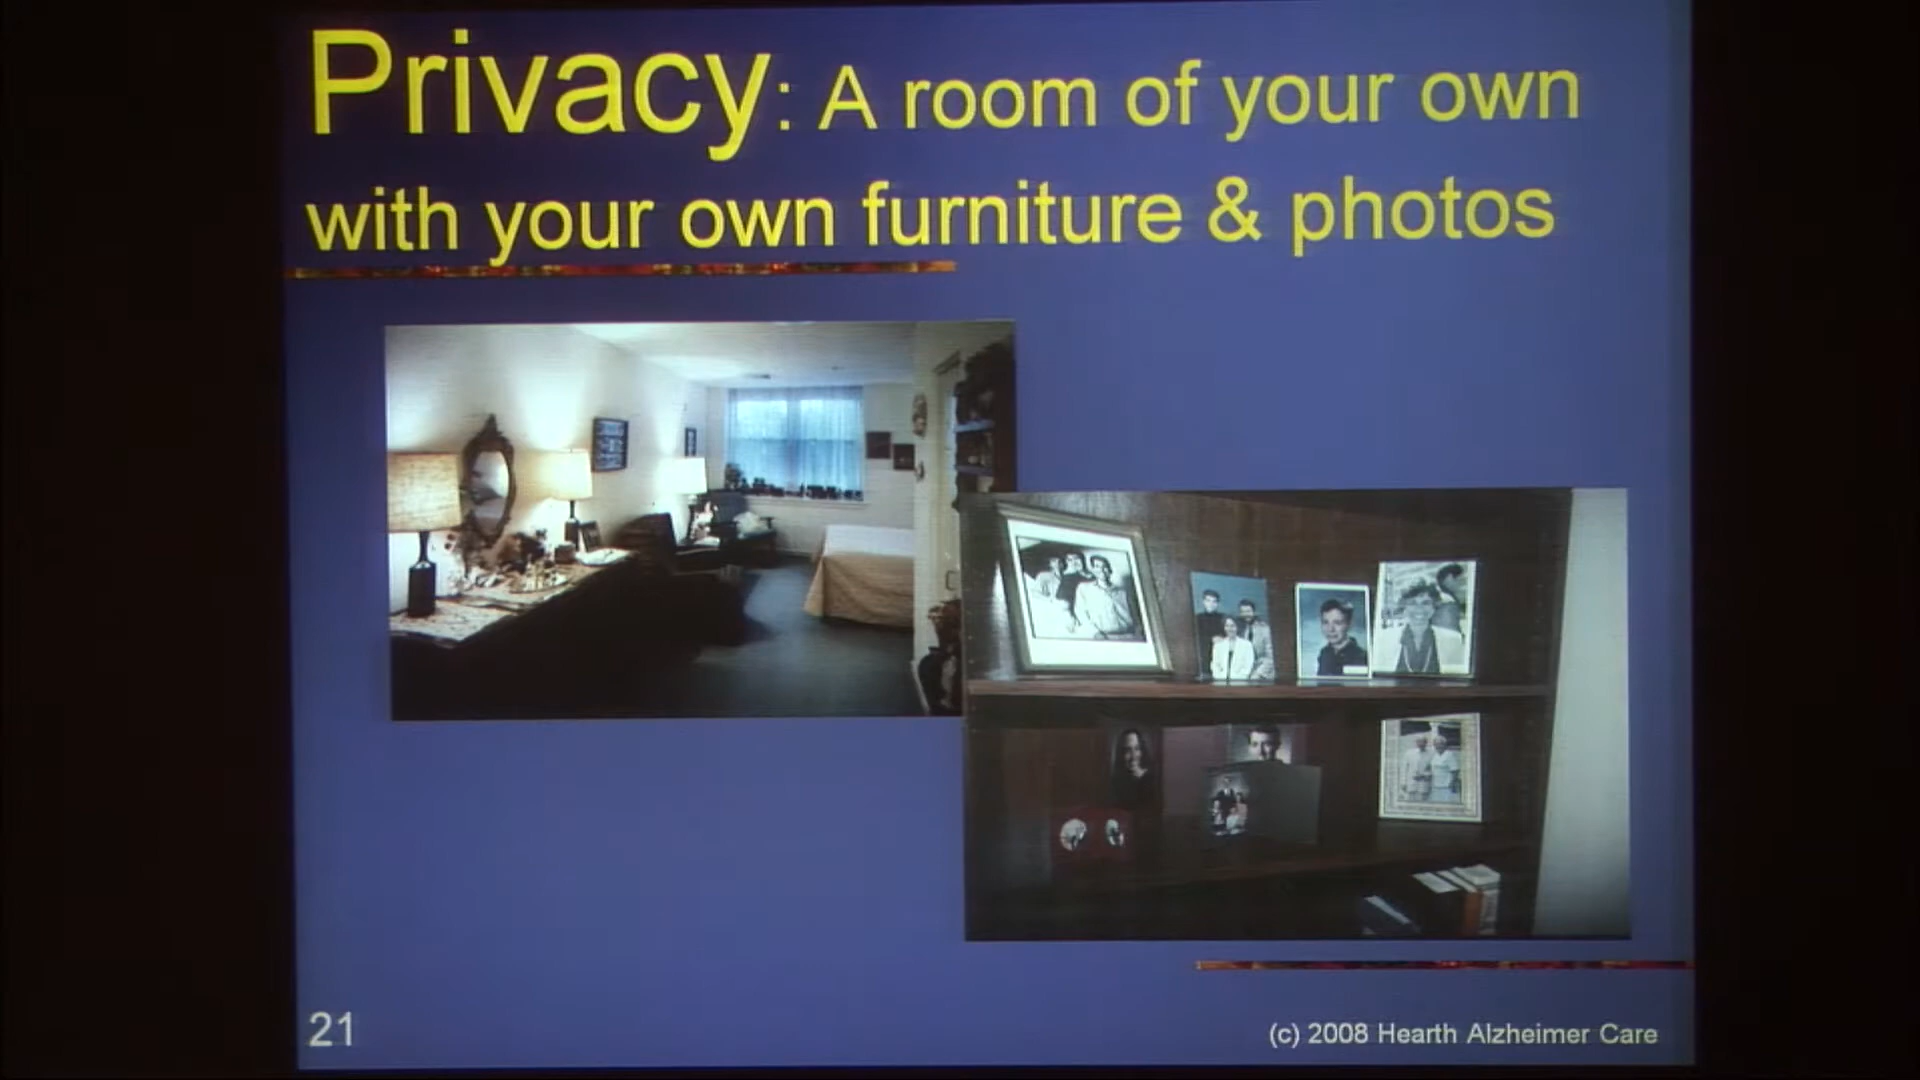 Privacy: A room of your own
with your own furniture & photos
21
(c) 2008 Hearth Alzheimer Care